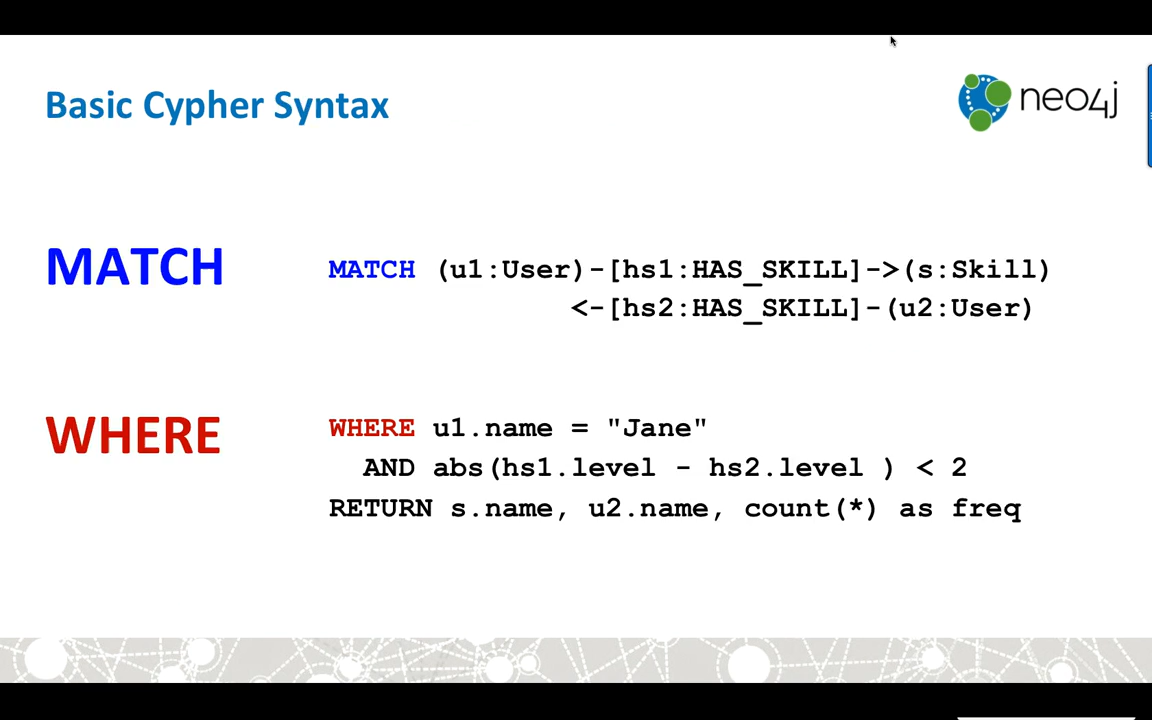 Basic Cypher Syntax
neo4j
MATCH
MATCH (u1:User)-[hs1:HAS_SKILL]->(s:Skill)
<-[hs2:HAS_SKILL]-(u2:User)
WHERE
WHERE u1.name = "Jane"
AND abs(hs1.level - hs2.level ) < 2
RETURN s.name, u2.name, count(*) as freq